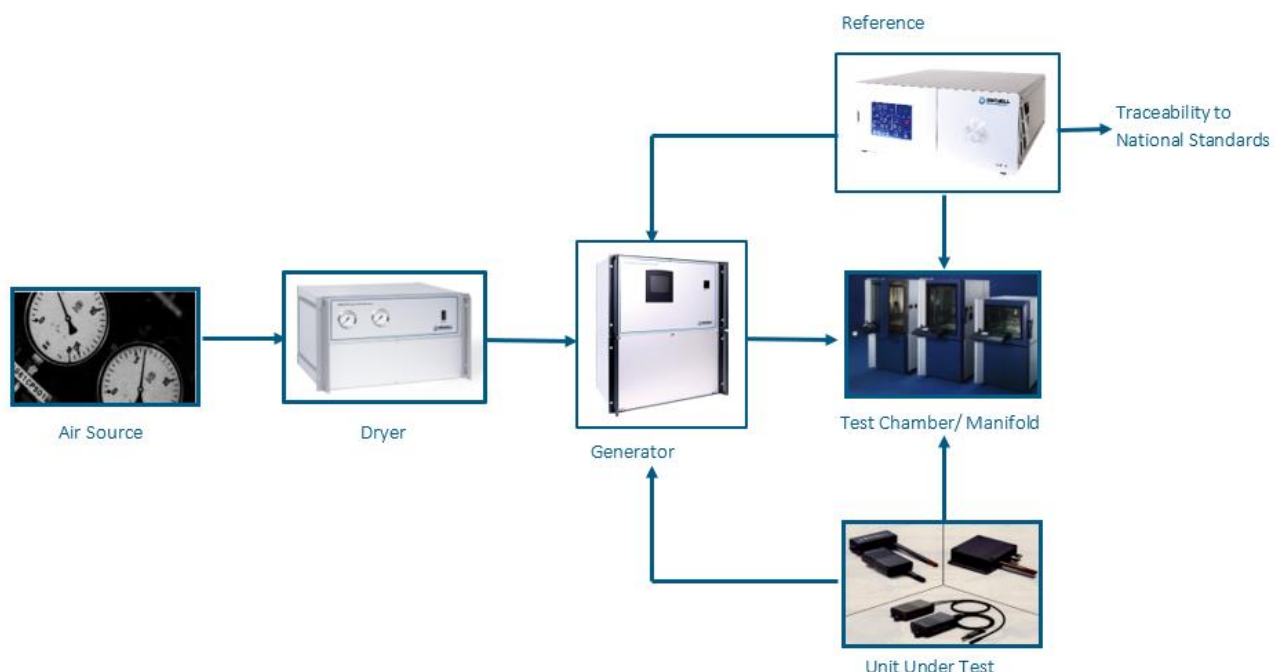 Reference
Traceability to
National Standards
Air Source
Dryer
Generator
Test Chamber/ Manifold
Unit Under Test